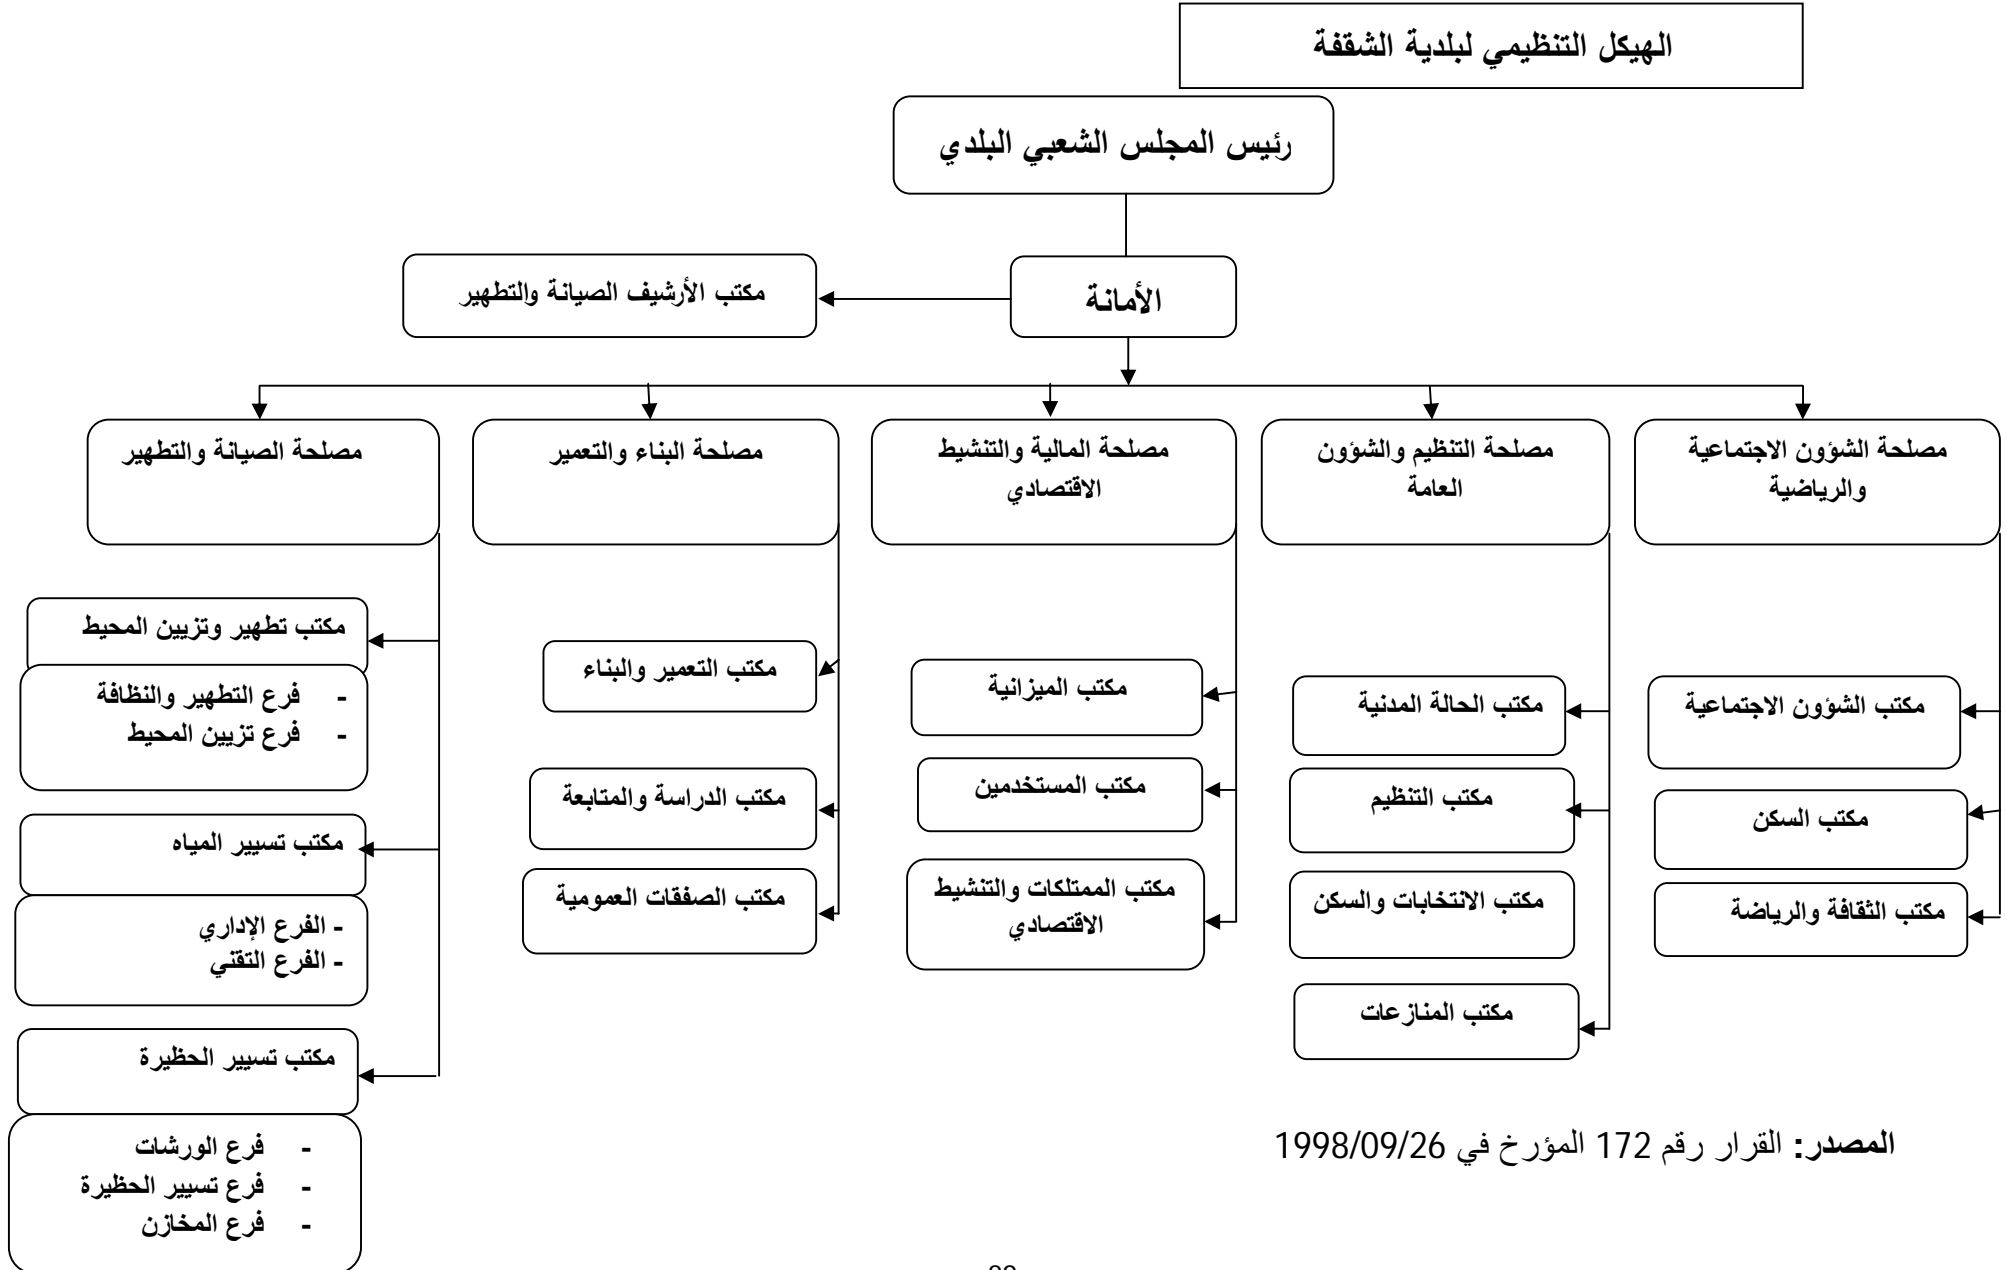 الهيكل التنظيمي لبلدية الشقفة
رئيس المجلس الشعبي البلدي
الأمانة
مكتب الأرشيف الصيانة والتطهير
مصلحة الشؤون الاجتماعية
والرياضية
مصلحة التنظيم والشؤون
العامة
مصلحة المالية والتنشيط
الاقتصادي
مصلحة البناء والتعمير
مصلحة الصيانة والتطهير
مكتب الشؤون الاجتماعية
مكتب السكن
مكتب الثقافة والرياضة
مكتب الحالة المدنية
مكتب التنظيم
مكتب الانتخابات والسكن
مكتب المنازعات
مكتب الميزانية
مكتب المستخدمين
مكتب الممتلكات والتنشيط
الاقتصادي
مكتب التعمير والبناء
مكتب الدراسة والمتابعة
مكتب الصفقات العمومية
مكتب تطهير وتزيين المحيط
- فرع التطهير والنظافة
- فرع تزيين المحيط
مكتب تسيير المياه
- الفرع الإداري
- الفرع التقني
مكتب تسيير الحظيرة
- فرع الورشات
- فرع تسيير الحظيرة
- فرع المخازن
المصدر: القرار رقم 172 المؤرخ في 1998/09/26